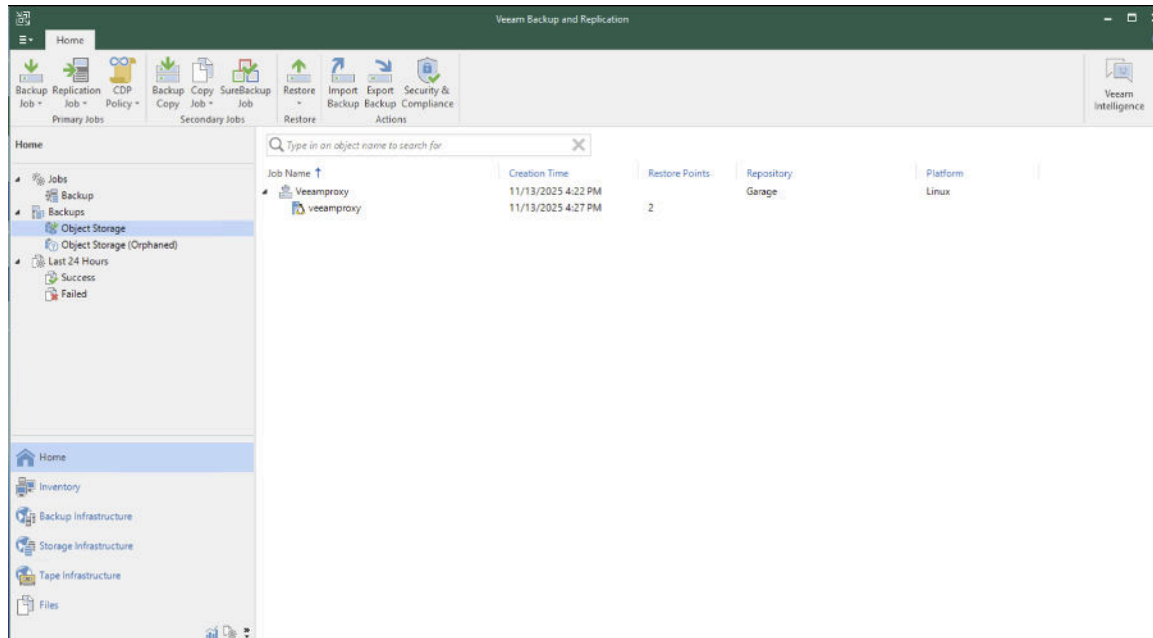 Veeam Backup and Replication
Home
Backup Job
Replication Job
CDP Policy
Primary Jobs
Backup Copy
Copy Job
SureBackup Job
Secondary Jobs
Restore
Restore
Import Backup
Export Backup
Security & Compliance
Actions
Veeam Intelligence
Home
Jobs
Backup
Backups
Object Storage
Object Storage (Orphaned)
Last 24 Hours
Success
Failed
Type in an object name to search for
Job Name Creation Time Restore Points Repository Platform
Veeamproxy 11/13/2025 4:22 PM Garage Linux
veeamproxy 11/13/2025 4:27 PM 2
Home
Inventory
Backup Infrastructure
Storage Infrastructure
Tape Infrastructure
Files